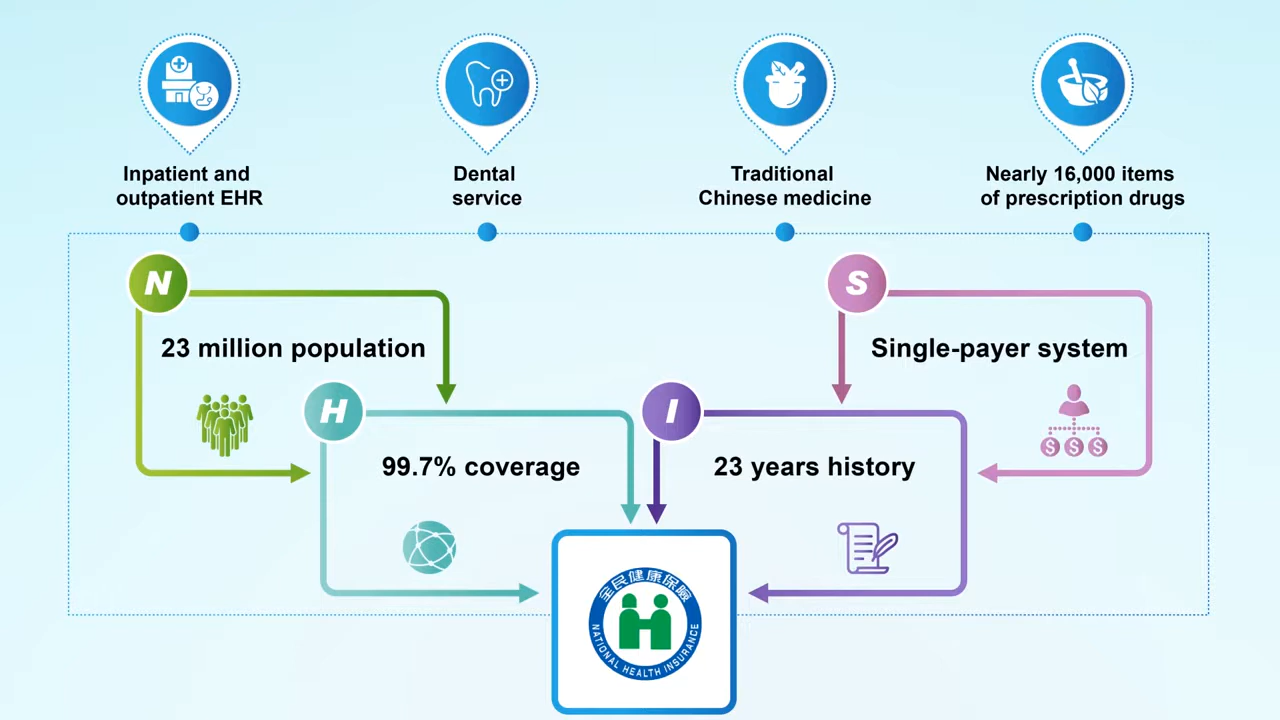 Inpatient and
outpatient EHR
Dental
service
Traditional
Chinese medicine
Nearly 16,000 items
of prescription drugs
N
S
23 million population
Single-payer system
H
I
99.7% coverage
23 years history
$ $ $
全民健康保險
NATIONAL HEALTH INSURANCE